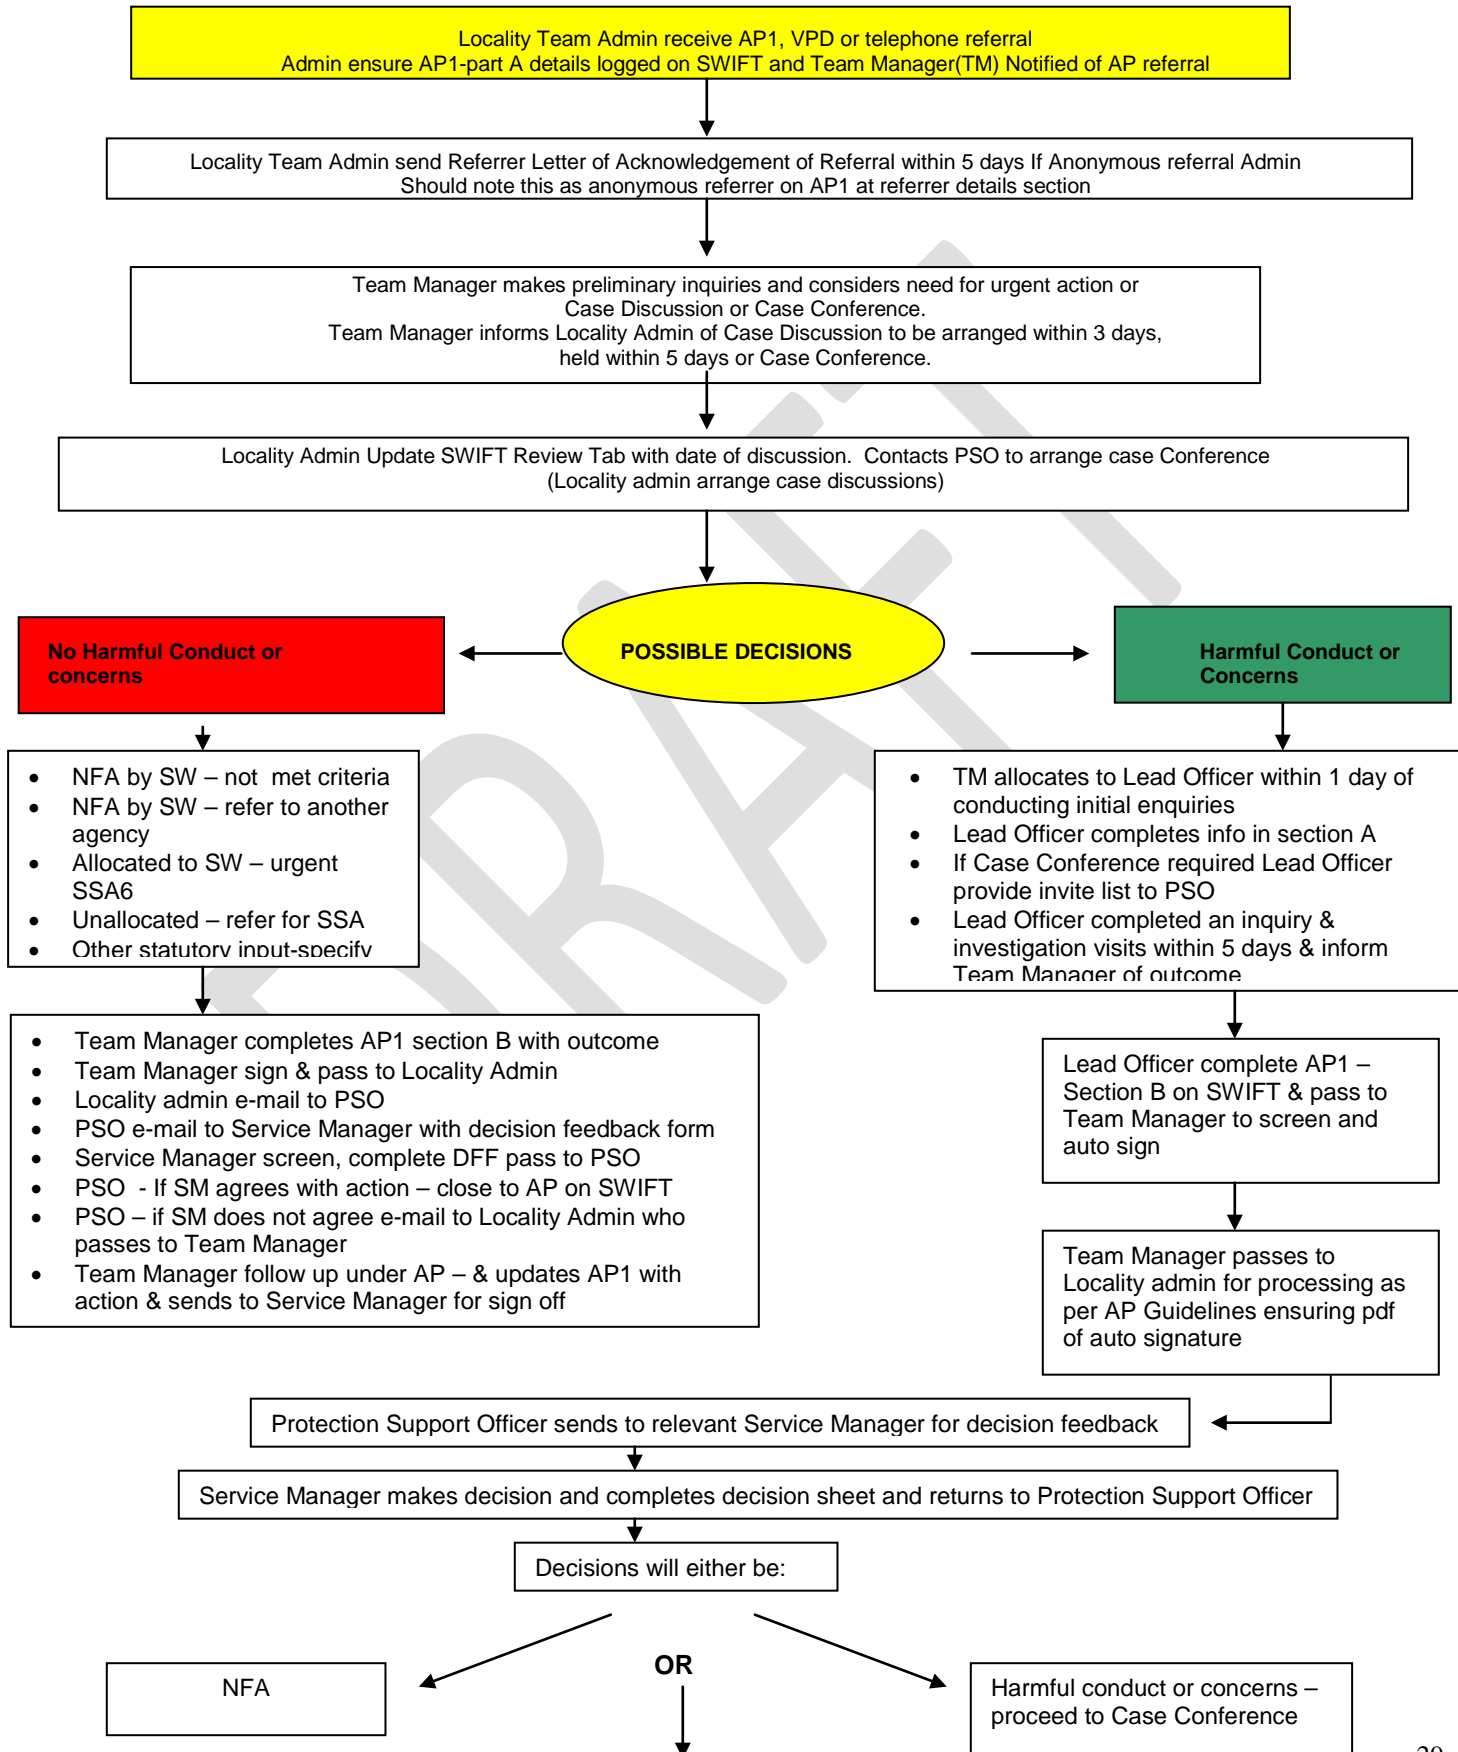 Locality Team Admin receive AP1, VPD or telephone referral
Admin ensure AP1-part A details logged on SWIFT and Team Manager(TM) Notified of AP referral
Locality Team Admin send Referrer Letter of Acknowledgement of Referral within 5 days If Anonymous referral Admin
Should note this as anonymous referrer on AP1 at referrer details section
Team Manager makes preliminary inquiries and considers need for urgent action or
Case Discussion or Case Conference.
Team Manager informs Locality Admin of Case Discussion to be arranged within 3 days,
held within 5 days or Case Conference.
Locality Admin Update SWIFT Review Tab with date of discussion.  Contacts PSO to arrange case Conference
(Locality admin arrange case discussions)
DRAFT
POSSIBLE DECISIONS
No Harmful Conduct or
concerns
• NFA by SW – not  met criteria
• NFA by SW – refer to another
agency
• Allocated to SW – urgent
SSA6
• Unallocated – refer for SSA
• Other statutory input-specify
• Team Manager completes AP1 section B with outcome
• Team Manager sign & pass to Locality Admin
• Locality admin e-mail to PSO
• PSO e-mail to Service Manager with decision feedback form
• Service Manager screen, complete DFF pass to PSO
• PSO  - If SM agrees with action – close to AP on SWIFT
• PSO – if SM does not agree e-mail to Locality Admin who
passes to Team Manager
• Team Manager follow up under AP – & updates AP1 with
action & sends to Service Manager for sign off
Harmful Conduct or
Concerns
• TM allocates to Lead Officer within 1 day of
conducting initial enquiries
• Lead Officer completes info in section A
• If Case Conference required Lead Officer
provide invite list to PSO
• Lead Officer completed an inquiry &
investigation visits within 5 days & inform
Team Manager of outcome
Lead Officer complete AP1 –
Section B on SWIFT & pass to
Team Manager to screen and
auto sign
Team Manager passes to
Locality admin for processing as
per AP Guidelines ensuring pdf
of auto signature
Protection Support Officer sends to relevant Service Manager for decision feedback
Service Manager makes decision and completes decision sheet and returns to Protection Support Officer
Decisions will either be:
NFA
OR
Harmful conduct or concerns –
proceed to Case Conference